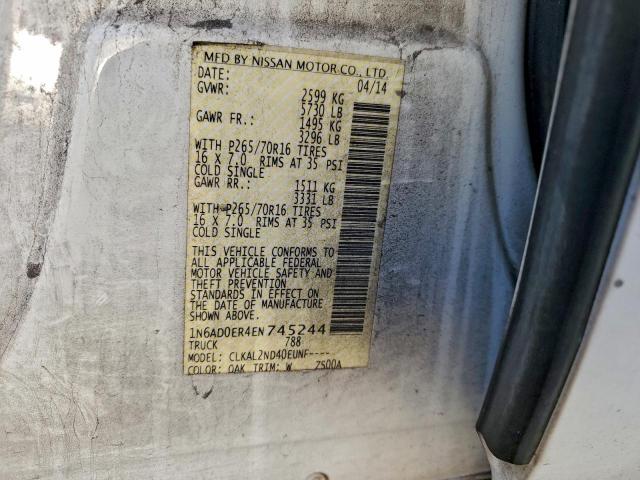 MFD BY NISSAN MOTOR CO., LTD.
DATE: 04/14
GVWR: 2599 KG
5730 LB
GAWR FR.: 1495 KG
3296 LB
WITH P265/70R16 TIRES
16 X 7.0 RIMS AT 35 PSI
COLD SINGLE
GAWR RR.: 1511 KG
3331 LB
WITH P265/70R16 TIRES
16 X 7.0 RIMS AT 35 PSI
COLD SINGLE
THIS VEHICLE CONFORMS TO
ALL APPLICABLE FEDERAL
MOTOR VEHICLE SAFETY AND
THEFT PREVENTION
STANDARDS IN EFFECT ON
THE DATE OF MANUFACTURE
SHOWN ABOVE.
1N6AD0ER4EN745244
TRUCK 788
MODEL: CLKAL2ND40EUNF----
COLOR: QAK TRIM: W ZS00A